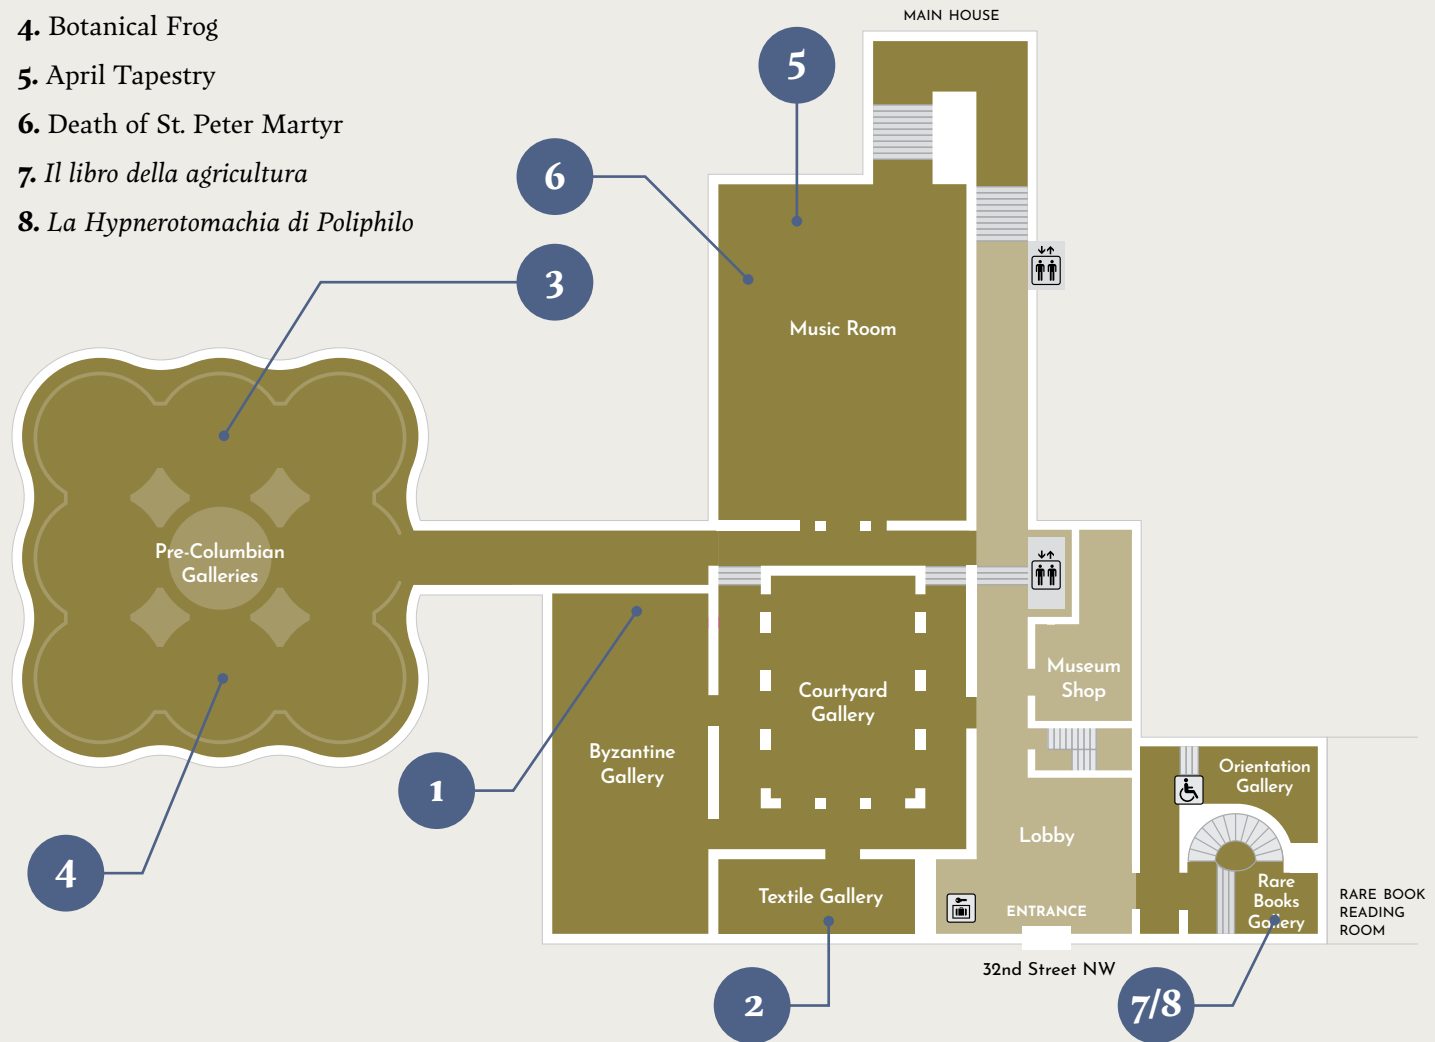 4. Botanical Frog
5. April Tapestry
6. Death of St. Peter Martyr
7. Il libro della agricultura
8. La Hypnerotomachia di Poliphilo
MAIN HOUSE
5
6
3
Music Room
Pre-Columbian
Galleries
Courtyard
Gallery
Museum
Shop
Byzantine
Gallery
1
Orientation
Gallery
Lobby
4
Textile Gallery
ENTRANCE
Rare
Books
Gallery
RARE BOOK
READING
ROOM
32nd Street NW
2
7/8